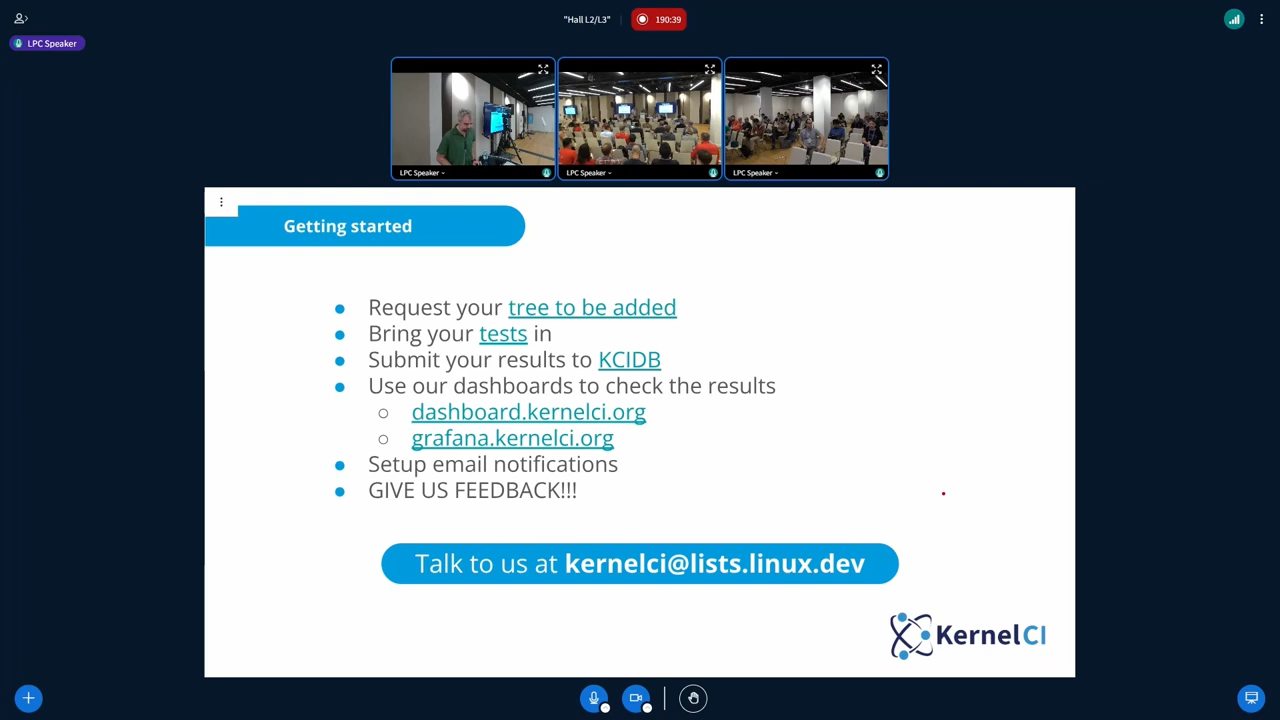 "Hall L2/L3"
190:39
LPC Speaker
LPC Speaker
LPC Speaker
LPC Speaker
Getting started
Request your tree to be added
Bring your tests in
Submit your results to KCIDB
Use our dashboards to check the results
dashboard.kernelci.org
grafana.kernelci.org
Setup email notifications
GIVE US FEEDBACK!!!
Talk to us at kernelci@lists.linux.dev
KernelCI